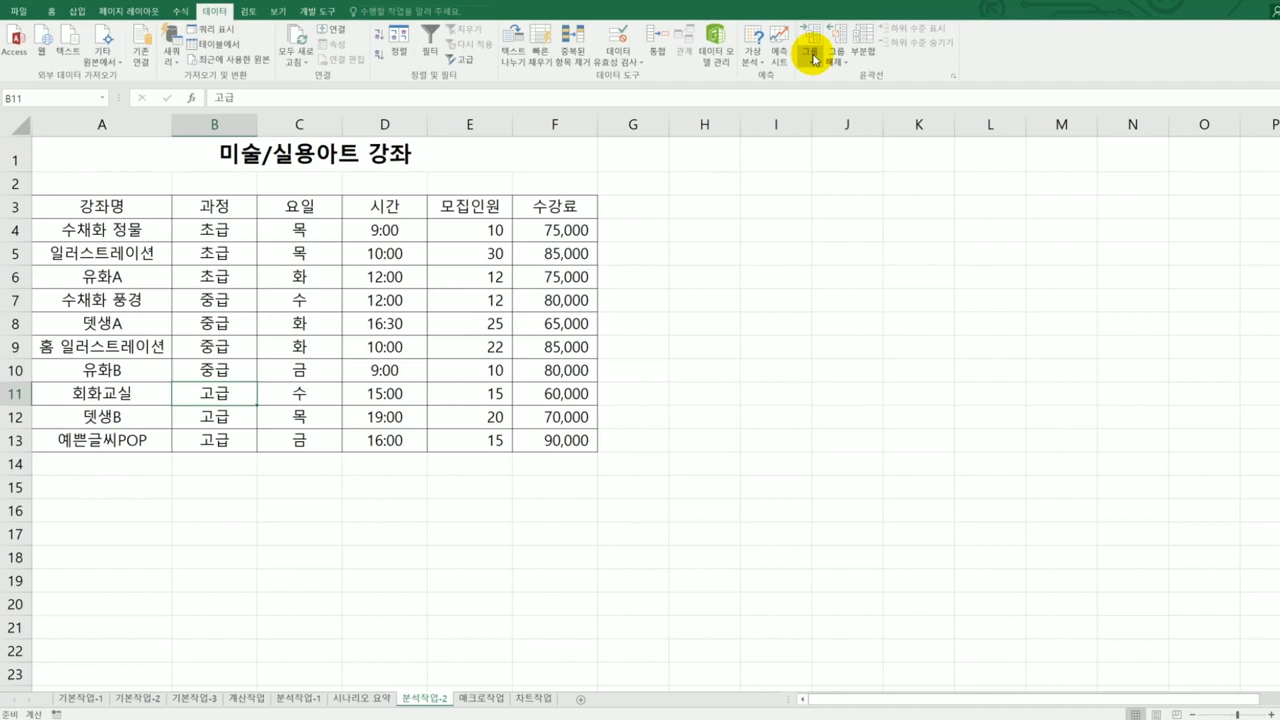 파일 홈 삽입 페이지 레이아웃 수식 데이터 검토 보기 개발 도구 수행할 작업을 입력하세요.
Access 웹 텍스트 기타 원본에서 기존 연결 새 쿼리 쿼리 표시 테이블에서 최근에 사용한 원본 모두 새로 고침 연결 속성 연결 편집 정렬 필터 지우기 다시 적용 고급 텍스트 나누기 빠른 채우기 중복된 항목 제거 데이터 유효성 검사 통합 관계 데이터 모델 관리 가상 분석 예측 시트 그룹 그룹 해제 부분합 하위 수준 표시 하위 수준 숨기기
외부 데이터 가져오기 가져오기 및 변환 연결 정렬 및 필터 데이터 도구 예측 윤곽선
B11 fx 고급
A B C D E F G H I J K L M N O P
1 미술/실용아트 강좌
2
3 강좌명 과정 요일 시간 모집인원 수강료
4 수채화 정물 초급 목 9:00 10 75,000
5 일러스트레이션 초급 목 10:00 30 85,000
6 유화A 초급 화 12:00 12 75,000
7 수채화 풍경 중급 수 12:00 12 80,000
8 뎃생A 중급 화 16:30 25 65,000
9 홈 일러스트레이션 중급 화 10:00 22 85,000
10 유화B 중급 금 9:00 10 80,000
11 회화교실 고급 수 15:00 15 60,000
12 뎃생B 고급 목 19:00 20 70,000
13 예쁜글씨POP 고급 금 16:00 15 90,000
14
15
16
17
18
19
20
21
22
23
기본작업-1 기본작업-2 기본작업-3 계산작업 분석작업-1 시나리오 요약 분석작업-2 매크로작업 차트작업
준비 계산